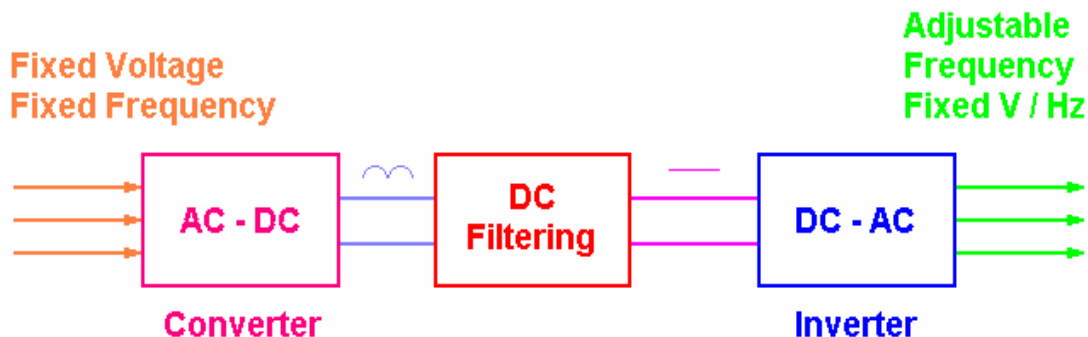 Fixed Voltage
Fixed Frequency
Adjustable
Frequency
Fixed V / Hz
AC - DC
DC
Filtering
DC - AC
Converter
Inverter